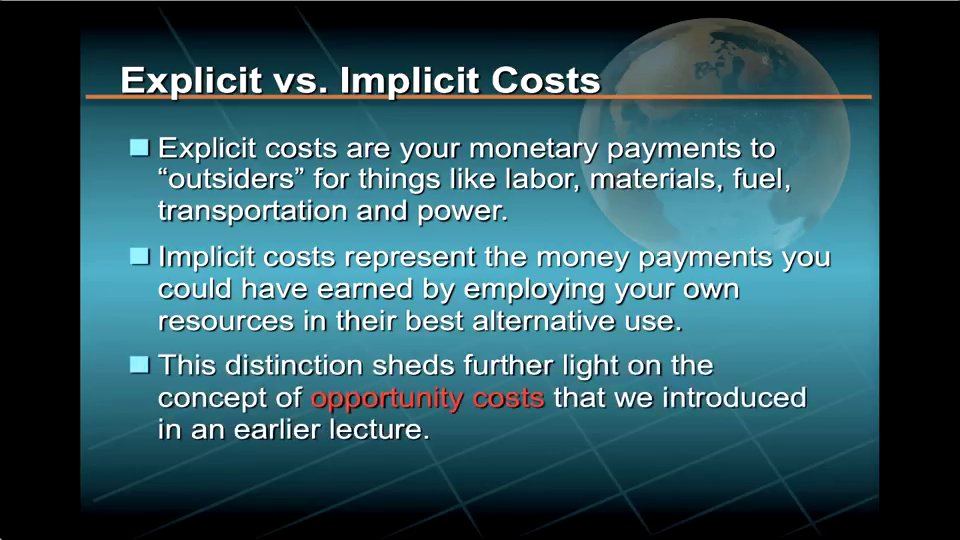 Explicit vs. Implicit Costs
Explicit costs are your monetary payments to
“outsiders” for things like labor, materials, fuel,
transportation and power.
Implicit costs represent the money payments you
could have earned by employing your own
resources in their best alternative use.
This distinction sheds further light on the
concept of opportunity costs that we introduced
in an earlier lecture.